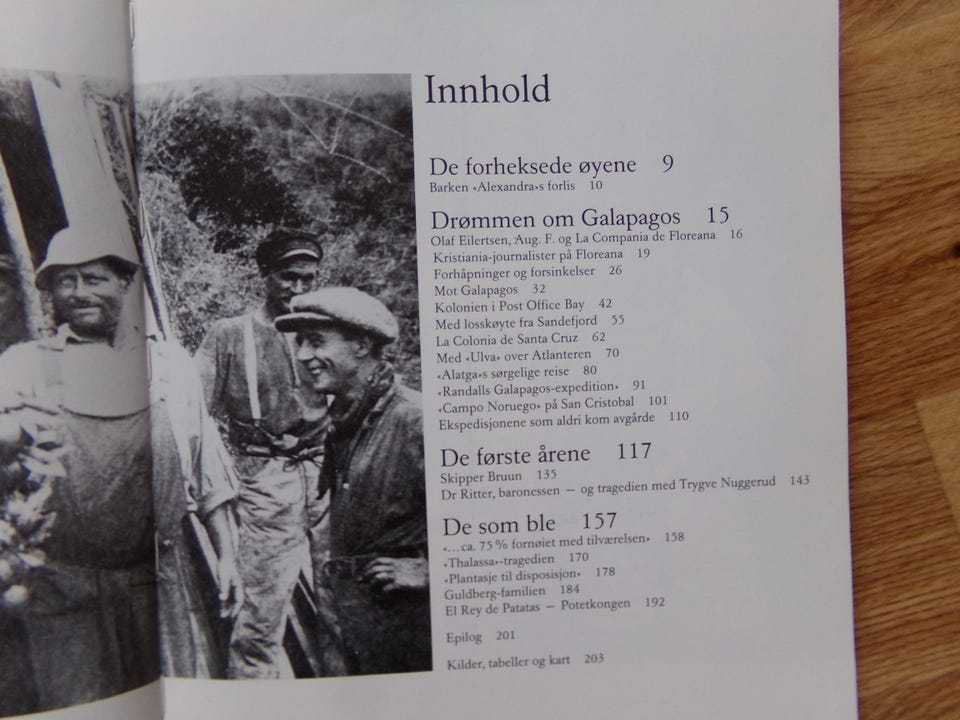 Innhold
De forheksede øyene 9
Barken «Alexandra»s forlis 10
Drømmen om Galapagos 15
Olaf Eilertsen, Aug. F. og La Compania de Floreana 16
Kristiania-journalister på Floreana 19
Forhåpninger og forsinkelser 26
Mot Galapagos 32
Kolonien i Post Office Bay 42
Med losskøyte fra Sandefjord 55
La Colonia de Santa Cruz 62
Med «Ulva» over Atlanteren 70
«Alatga»s sørgelige reise 80
«Randalls Galapagos-expedition» 91
«Campo Noruego» på San Cristobal 101
Ekspedisjonene som aldri kom avgårde 110
De første årene 117
Skipper Bruun 135
Dr Ritter, baronessen – og tragedien med Trygve Nuggerud 143
De som ble 157
«...ca. 75 % fornøiet med tilværelsen» 158
«Thalassa»-tragedien 170
«Plantasje til disposisjon» 178
Guldberg-familien 184
El Rey de Patatas – Potetkongen 192
Epilog 201
Kilder, tabeller og kart 203